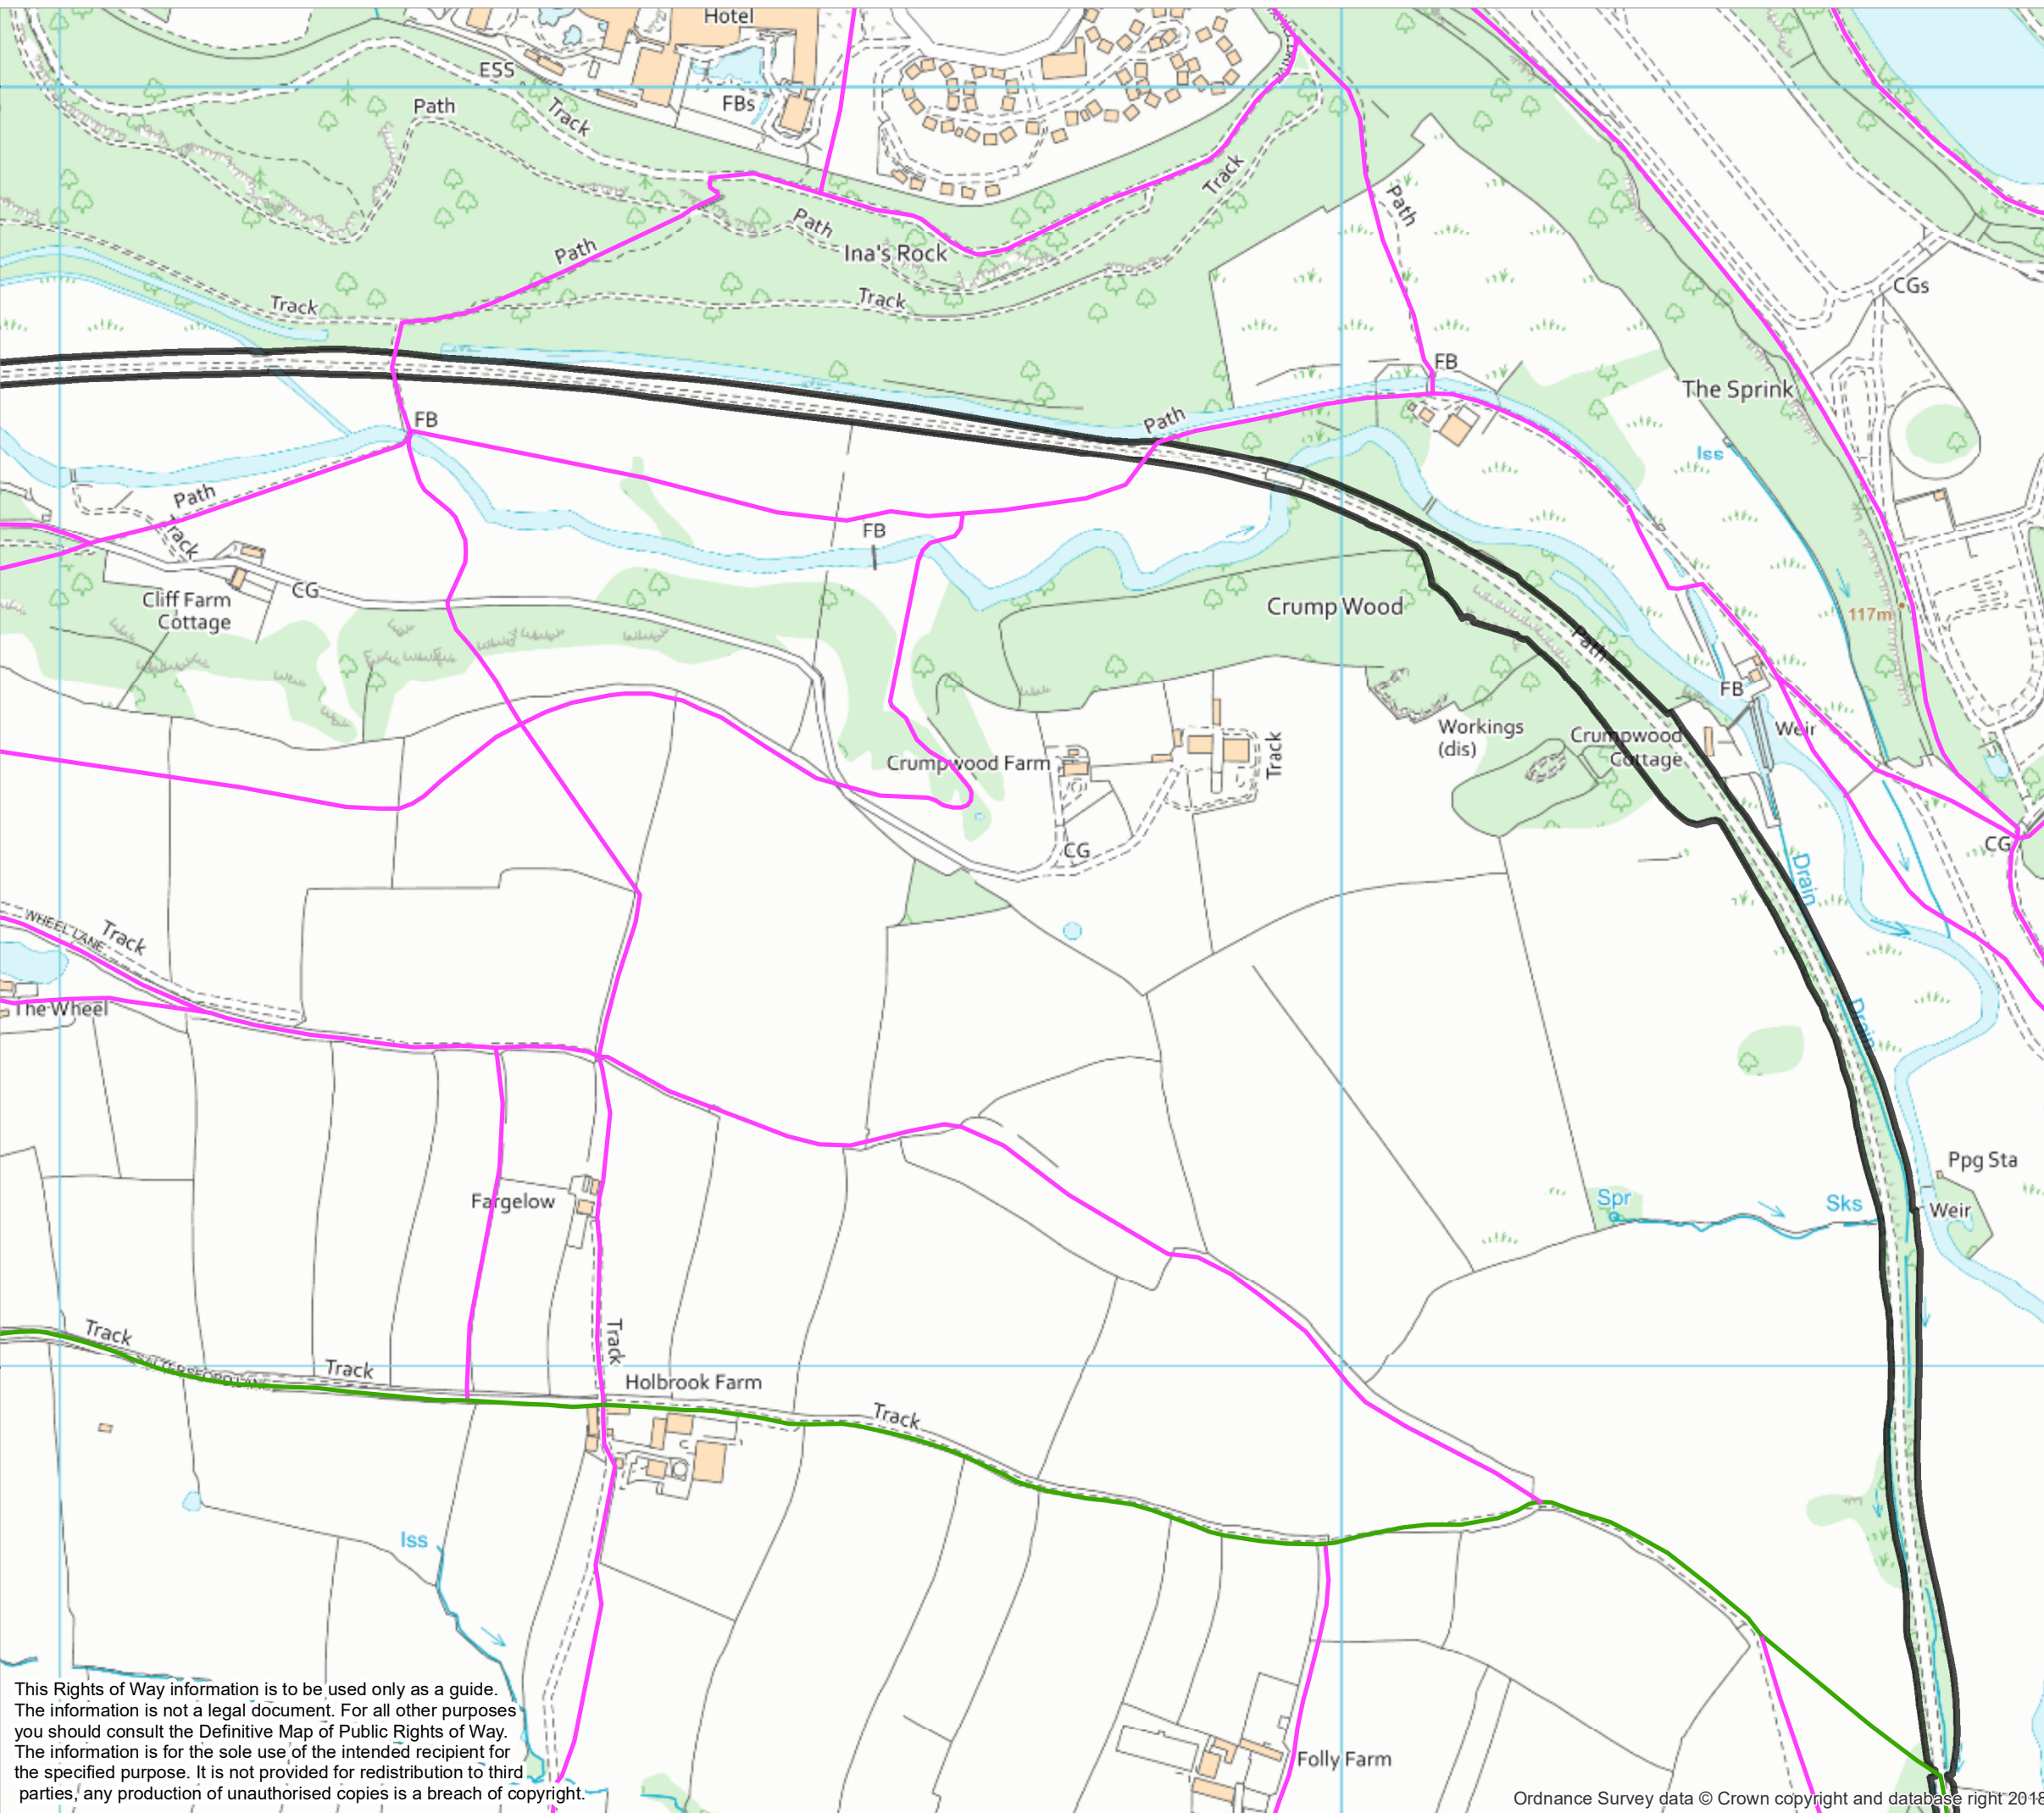 Hotel
ESS
FBs
Path
Track
Track
Path
Ina's Rock
Path
Path
Track
Track
CGs
FB
The Sprink
Path
FB
Iss
Path
FB
Track
Cliff Farm
Cottage
CG
Crump Wood
117m
Path
FB
Weir
Workings
(dis)
Crumpwood
Cottage
Crumpwood Farm
Track
CG
CG
Drain
WHEEL LANE
Track
The Wheel
Drain
Ppg Sta
Weir
Spr
Sks
Fargelow
Track
Track
Track
Holbrook Farm
Track
Iss
Folly Farm
This Rights of Way information is to be used only as a guide.
The information is not a legal document. For all other purposes
you should consult the Definitive Map of Public Rights of Way.
The information is for the sole use of the intended recipient for
the specified purpose. It is not provided for redistribution to third
parties, any production of unauthorised copies is a breach of copyright.
Ordnance Survey data © Crown copyright and database right 2018